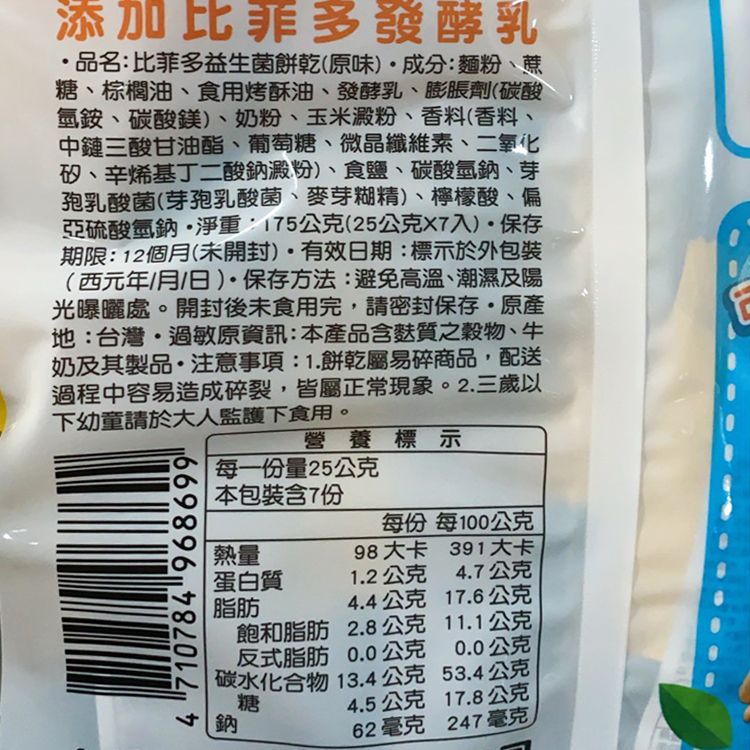 添加比菲多發酵乳
•品名:比菲多益生菌餅乾(原味)•成分:麵粉、蔗
糖、棕櫚油、食用烤酥油、發酵乳、膨脹劑(碳酸
氫銨、碳酸鎂)、奶粉、玉米澱粉、香料(香料、
中鏈三酸甘油酯、葡萄糖、微晶纖維素、二氧化
矽、辛烯基丁二酸鈉澱粉)、食鹽、碳酸氫鈉、芽
孢乳酸菌(芽孢乳酸菌、麥芽糊精)、檸檬酸、偏
亞硫酸氫鈉•淨重:175公克(25公克X7入)•保存
期限:12個月(未開封)•有效日期:標示於外包裝
(西元年/月/日)•保存方法:避免高溫、潮濕及陽
光曝曬處。開封後未食用完,請密封保存•原產
地:台灣•過敏原資訊:本產品含麩質之穀物、牛
奶及其製品•注意事項:1.餅乾屬易碎商品,配送
過程中容易造成碎裂,皆屬正常現象。2.三歲以
下幼童請於大人監護下食用。
營養標示
每一份量25公克
本包裝含7份
每份 每100公克
熱量 98大卡 391大卡
蛋白質 1.2公克 4.7公克
脂肪 4.4公克 17.6公克
飽和脂肪 2.8公克 11.1公克
反式脂肪 0.0公克 0.0公克
碳水化合物 13.4公克 53.4公克
糖 4.5公克 17.8公克
鈉 62毫克 247毫克
4 710784 968699